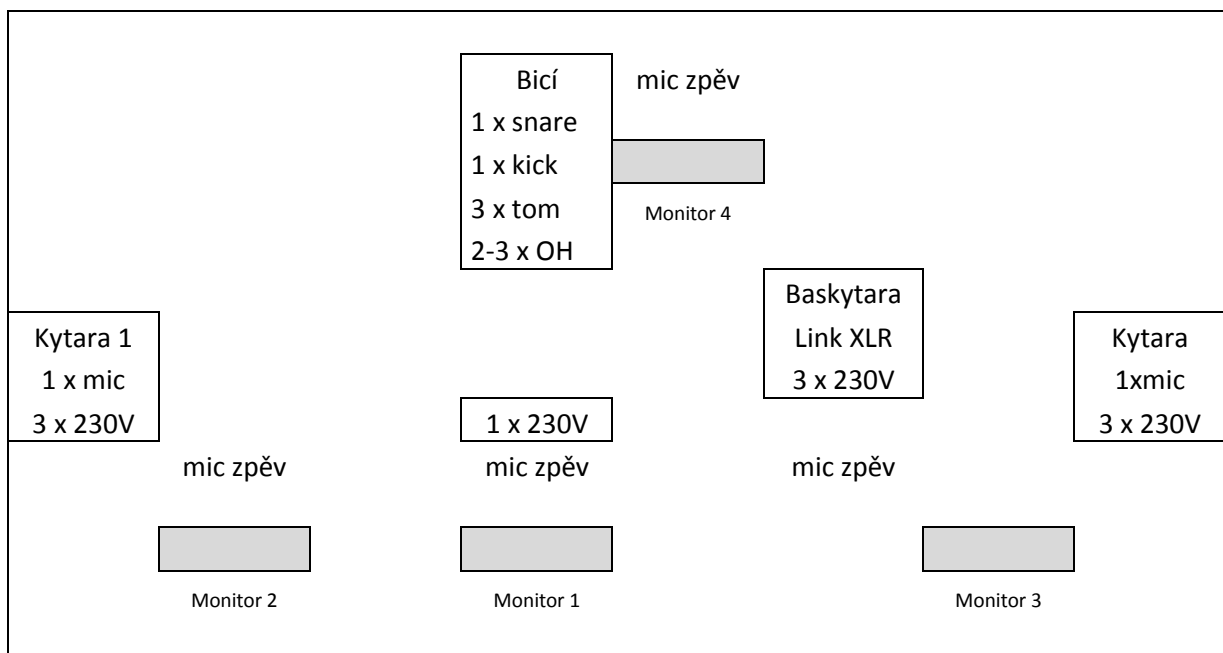 Bicí
1 x snare
1 x kick
3 x tom
2-3 x OH
mic zpěv
Monitor 4
Kytara 1
1 x mic
3 x 230V
1 x 230V
Baskytara
Link XLR
3 x 230V
Kytara
1xmic
3 x 230V
mic zpěv
mic zpěv
mic zpěv
Monitor 2
Monitor 1
Monitor 3